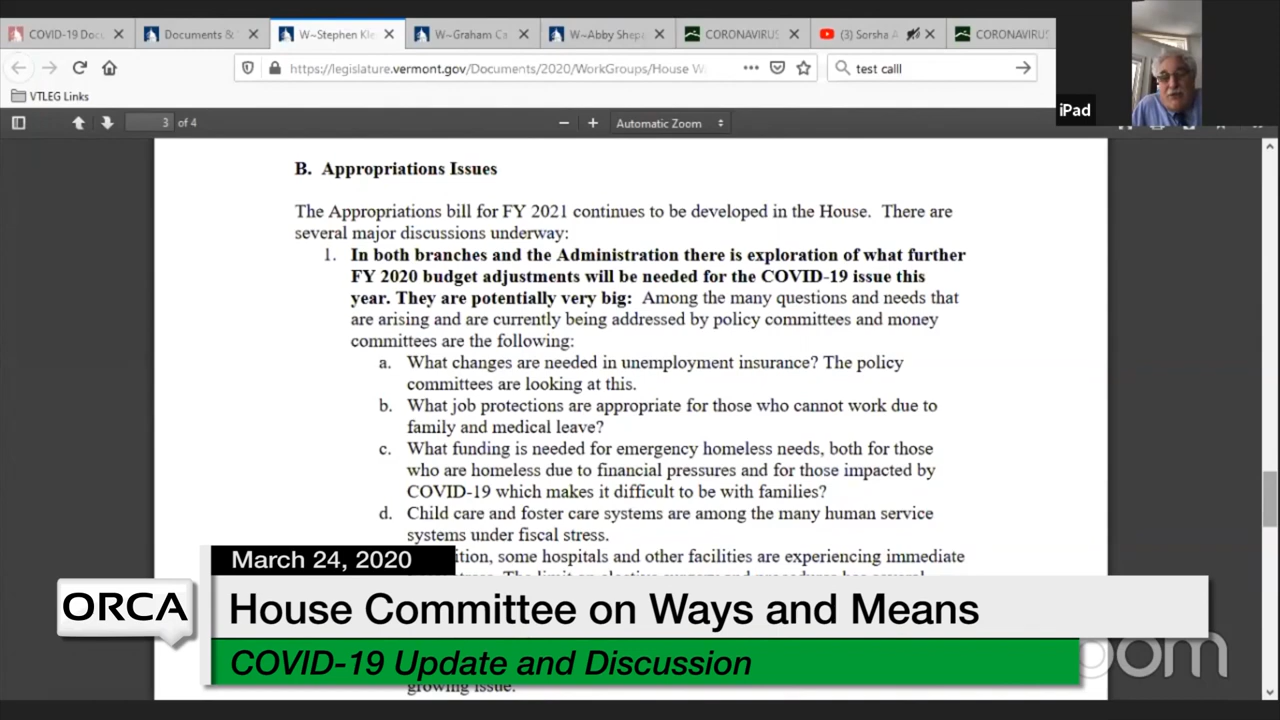 COVID-19 Docu
Documents &
W~Stephen Kle
W~Graham Ca
W~Abby Shepa
CORONAVIRUS
(3) Sorsha A
CORONAVIRUS
https://legislature.vermont.gov/Documents/2020/WorkGroups/House W
test calll
VTLEG Links
iPad
3 of 4
Automatic Zoom
B. Appropriations Issues
The Appropriations bill for FY 2021 continues to be developed in the House. There are
several major discussions underway:
1. In both branches and the Administration there is exploration of what further
FY 2020 budget adjustments will be needed for the COVID-19 issue this
year. They are potentially very big: Among the many questions and needs that
are arising and are currently being addressed by policy committees and money
committees are the following:
a. What changes are needed in unemployment insurance? The policy
committees are looking at this.
b. What job protections are appropriate for those who cannot work due to
family and medical leave?
c. What funding is needed for emergency homeless needs, both for those
who are homeless due to financial pressures and for those impacted by
COVID-19 which makes it difficult to be with families?
d. Child care and foster care systems are among the many human service
systems under fiscal stress.
ition, some hospitals and other facilities are experiencing immediate
March 24, 2020
ORCA
House Committee on Ways and Means
COVID-19 Update and Discussion
oom
growing issue.